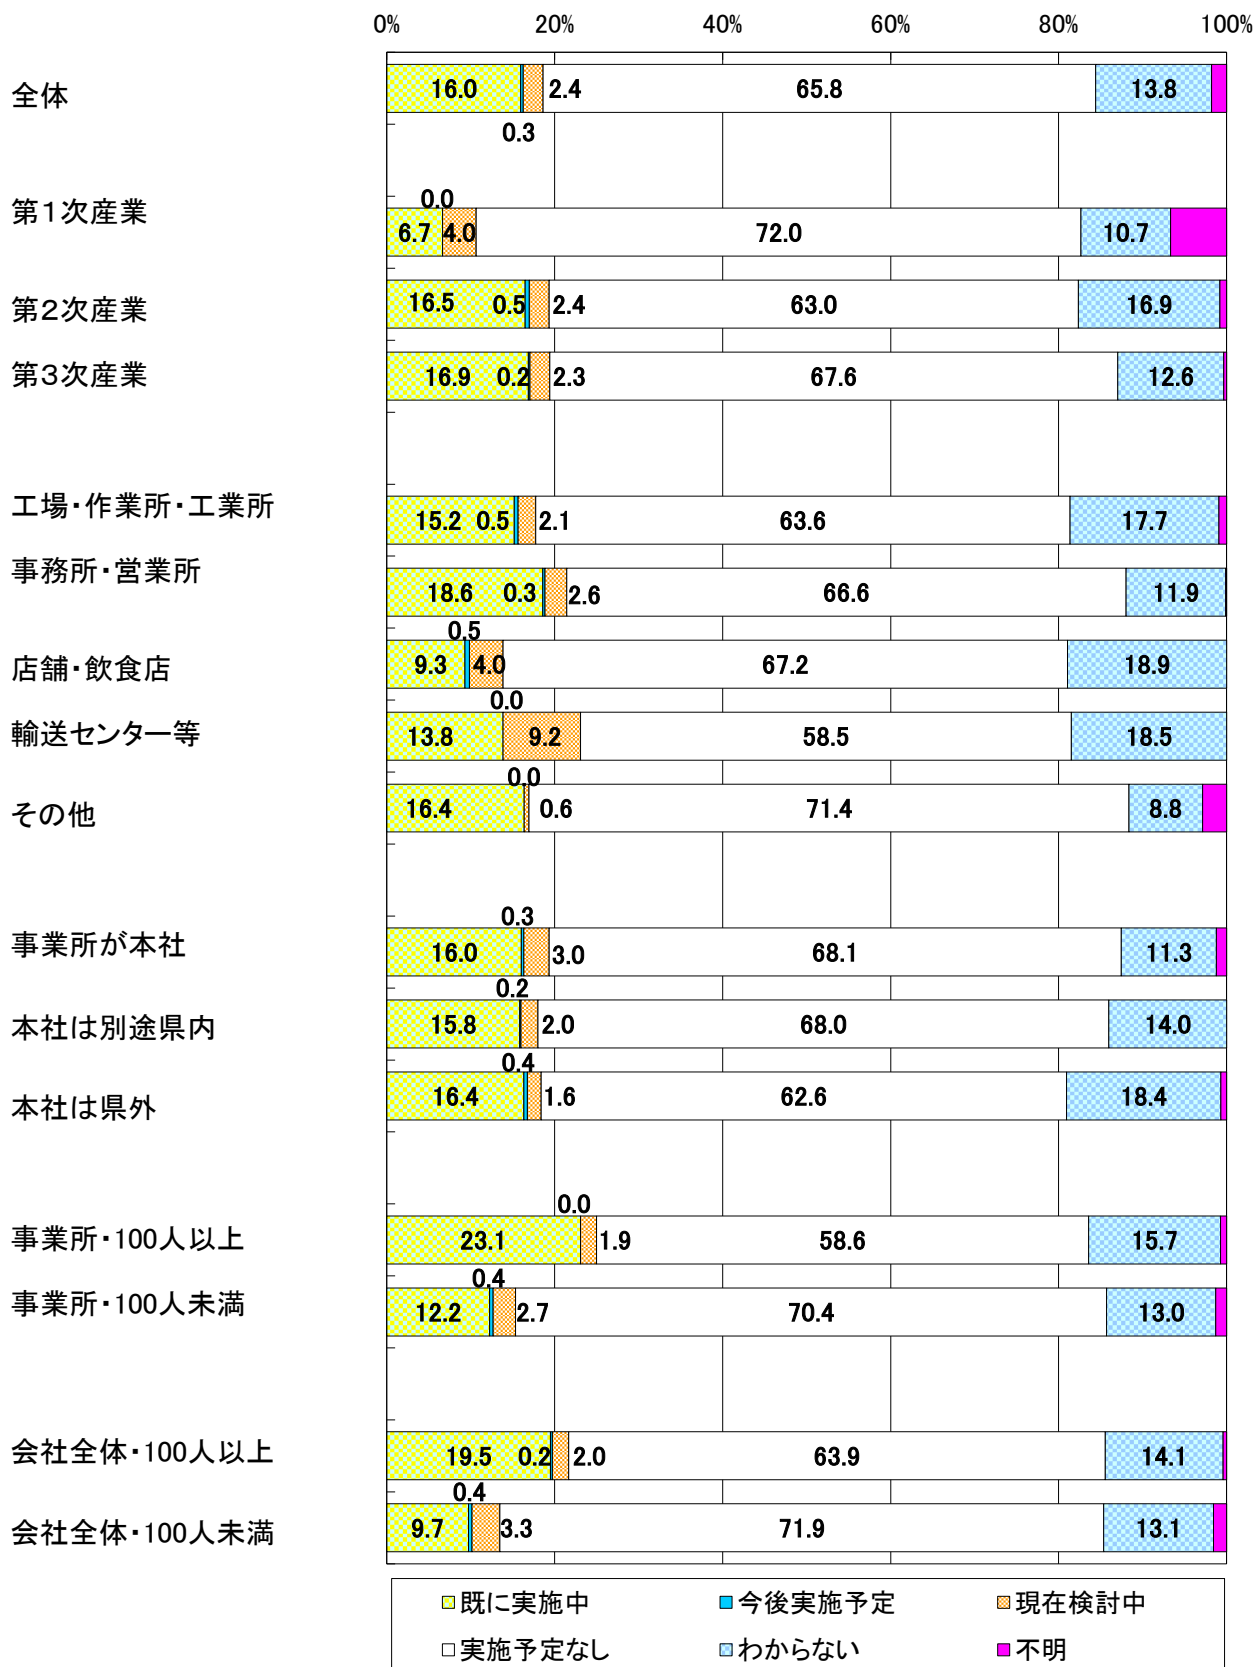 0% 20% 40% 60% 80% 100%
全体 16.0 2.4 65.8 13.8
0.3
0.0
第1次産業 6.7 4.0 72.0 10.7
第2次産業 16.5 0.5 2.4 63.0 16.9
第3次産業 16.9 0.2 2.3 67.6 12.6
工場・作業所・工業所 15.2 0.5 2.1 63.6 17.7
事務所・営業所 18.6 0.3 2.6 66.6 11.9
0.5
店舗・飲食店 9.3 4.0 67.2 18.9
0.0
輸送センター等 13.8 9.2 58.5 18.5
0.0
その他 16.4 0.6 71.4 8.8
0.3
事業所が本社 16.0 3.0 68.1 11.3
0.2
本社は別途県内 15.8 2.0 68.0 14.0
0.4
本社は県外 16.4 1.6 62.6 18.4
0.0
事業所・100人以上 23.1 1.9 58.6 15.7
0.4
事業所・100人未満 12.2 2.7 70.4 13.0
会社全体・100人以上 19.5 0.2 2.0 63.9 14.1
0.4
会社全体・100人未満 9.7 3.3 71.9 13.1
既に実施中 今後実施予定 現在検討中
実施予定なし わからない 不明